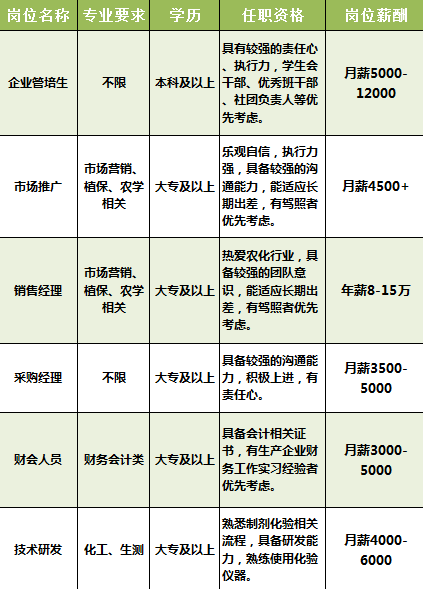 岗位名称 专业要求 学历 任职资格 岗位薪酬
企业管培生
不限
本科及以上
具有较强的责任心
、执行力，学生会
干部、优秀班干部
、社团负责人等优
先考虑。
月薪5000-
12000
市场推广
市场营销、
植保、农学
相关
大专及以上
乐观自信，执行力
强，具备较强的沟
通能力，能适应长
期出差，有驾照者
优先考虑。
月薪4500+
销售经理
市场营销、
植保、农学
相关
大专及以上
热爱农化行业，具
备较强的团队意
识，能适应长期出
差，有驾照者优先
考虑。
年薪8-15万
采购经理
不限
大专及以上
具备较强的沟通能
力，积极上进，有
责任心。
月薪3500-
5000
财会人员
财务会计类
大专及以上
具备会计相关证
书，有生产企业财
务工作实习经验者
优先考虑。
月薪3000-
5000
技术研发
化工、生测
大专及以上
熟悉制剂化验相关
流程，具备研发能
力，熟练使用化验
仪器。
月薪4000-
6000